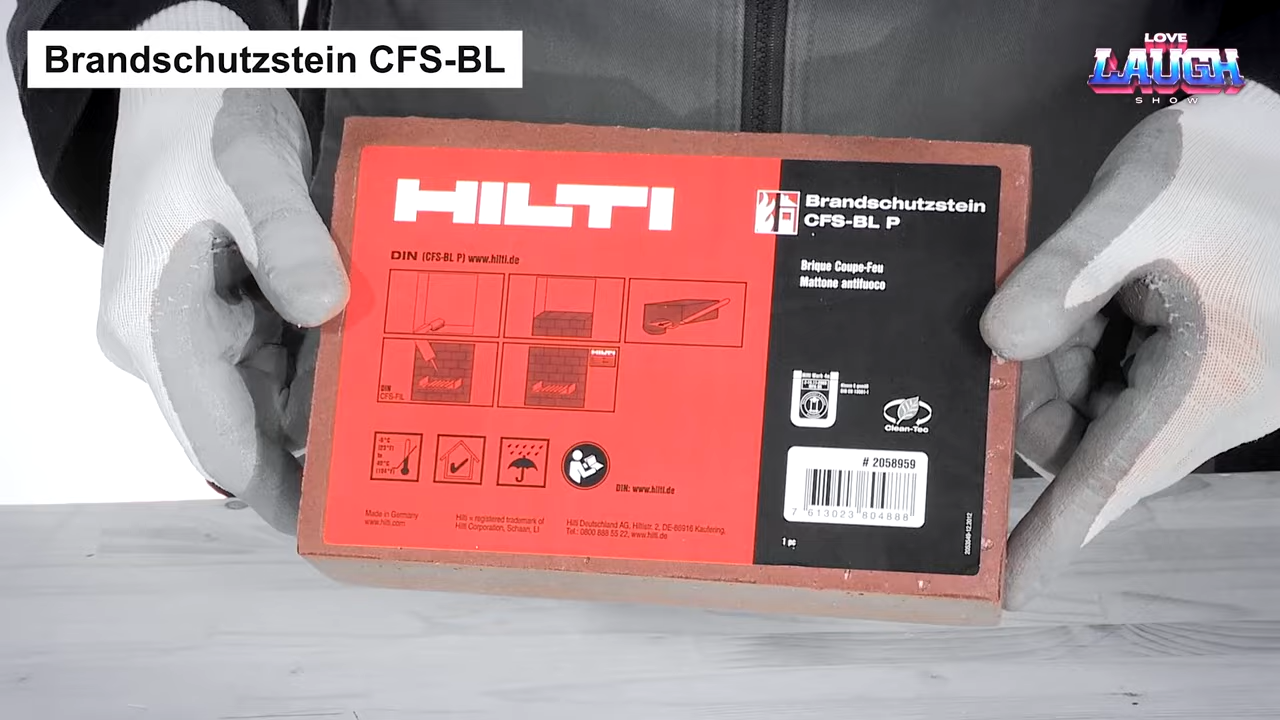 Brandschutzstein CFS-BL
LOVE
LAUGH
SHOW
HILTI
Brandschutzstein
CFS-BL P
DIN (CFS-BL P) www.hilti.de
Brique Coupe-Feu
Mattone antifuoco
HILTI
DIN
CFS-FIL
Clean-Tec
# 2058959
7 613023 804888
DIN: www.hilti.de
Made in Germany
www.hilti.com
Hilti = registered trademark of
Hilti Corporation, Schaan, LI
Hilti Deutschland AG, Hiltistr. 2, DE-86916 Kaufering,
Tel.: 0800 888 55 22, www.hilti.de
1 pc